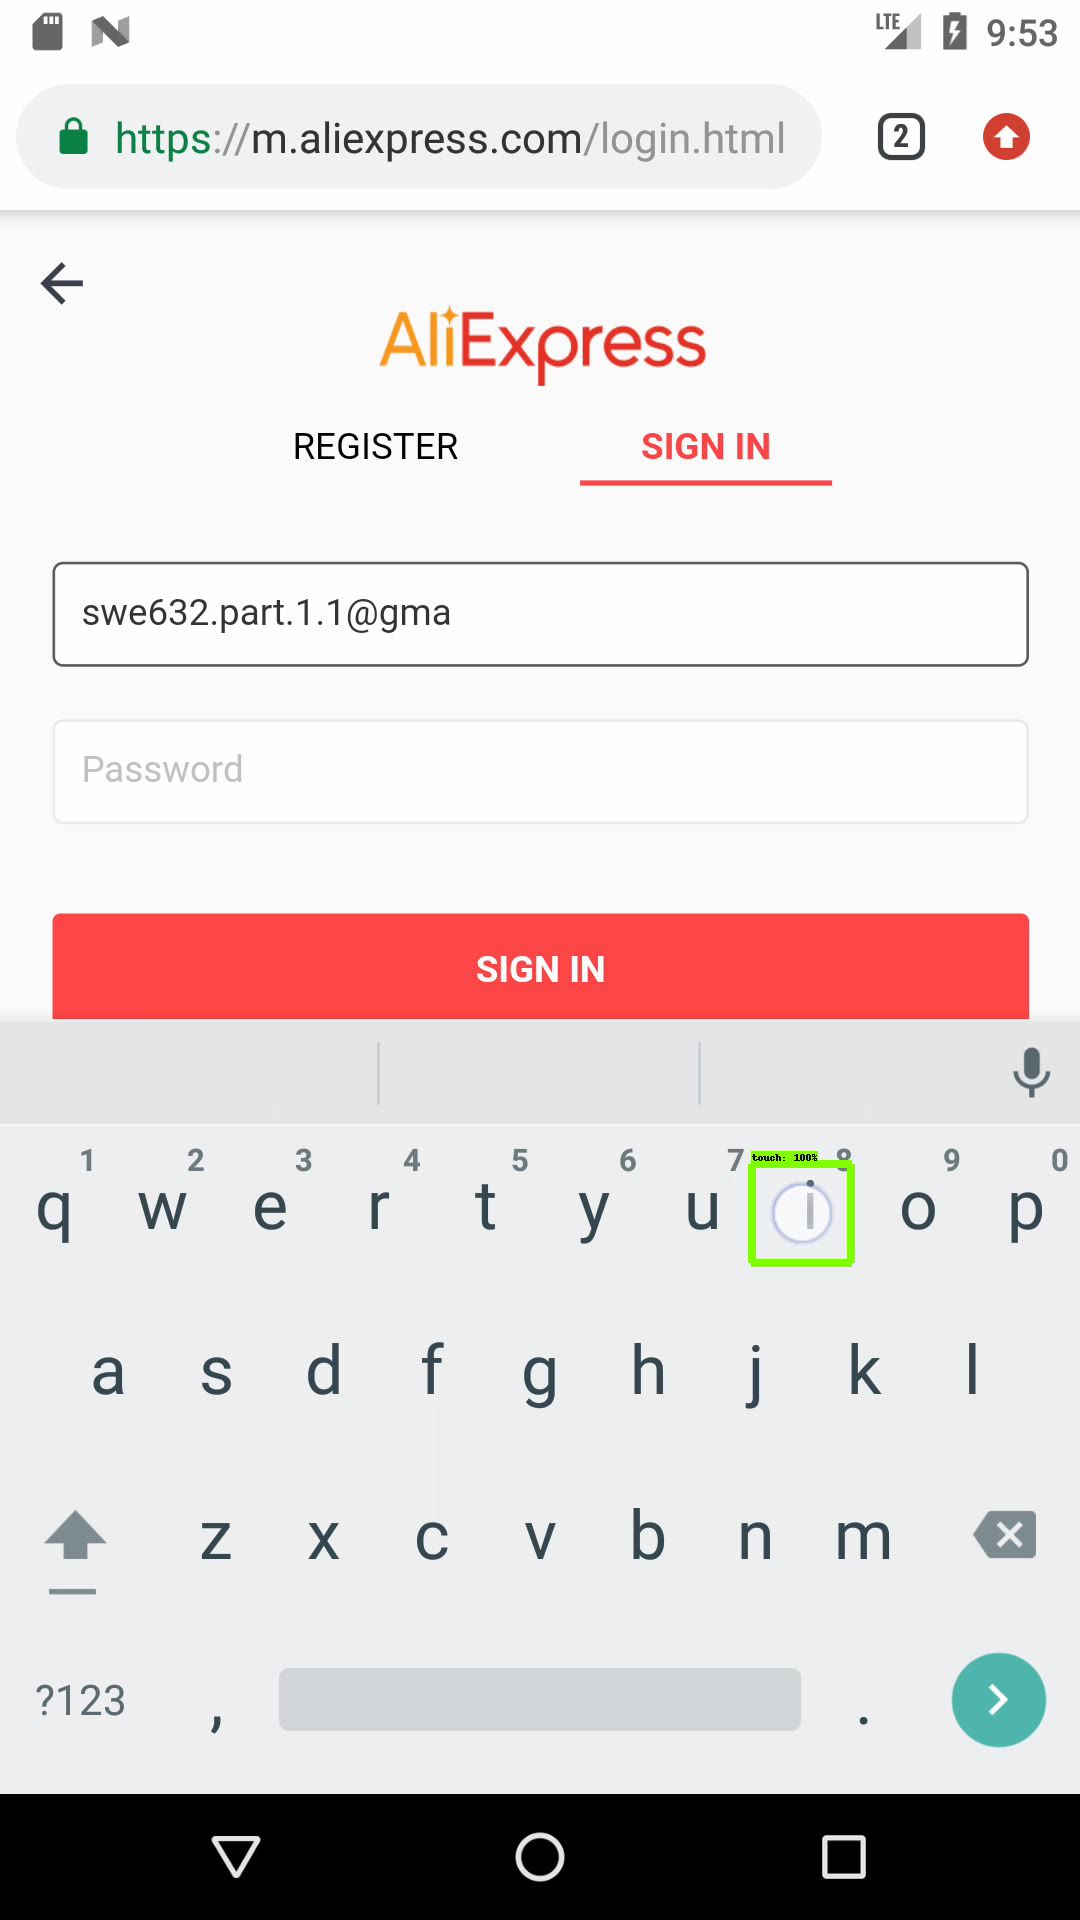 LTE 9:53
https://m.aliexpress.com/login.html 2
AliExpress
REGISTER SIGN IN
swe632.part.1.1@gma
Password
SIGN IN
1 2 3 4 5 6 7 8 9 0
touch: 100%
q w e r t y u i o p
a s d f g h j k l
z x c v b n m
?123 , .